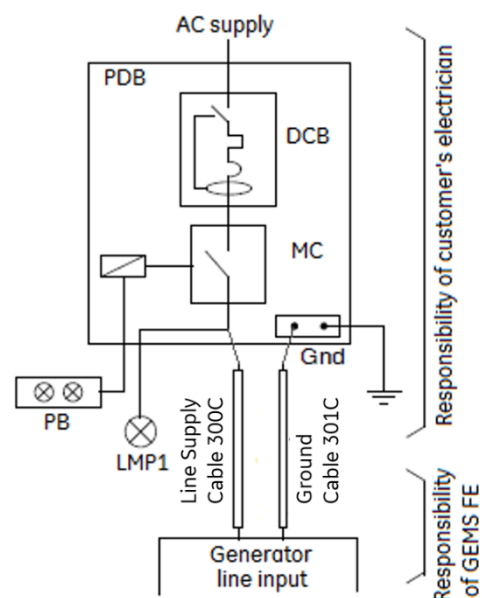 AC supply
PDB
DCB
MC
Gnd
PB
LMP1
Line Supply
Cable 300C
Ground
Cable 301C
Generator
line input
Responsibility of customer's electrician
Responsibility
of GEMS FE